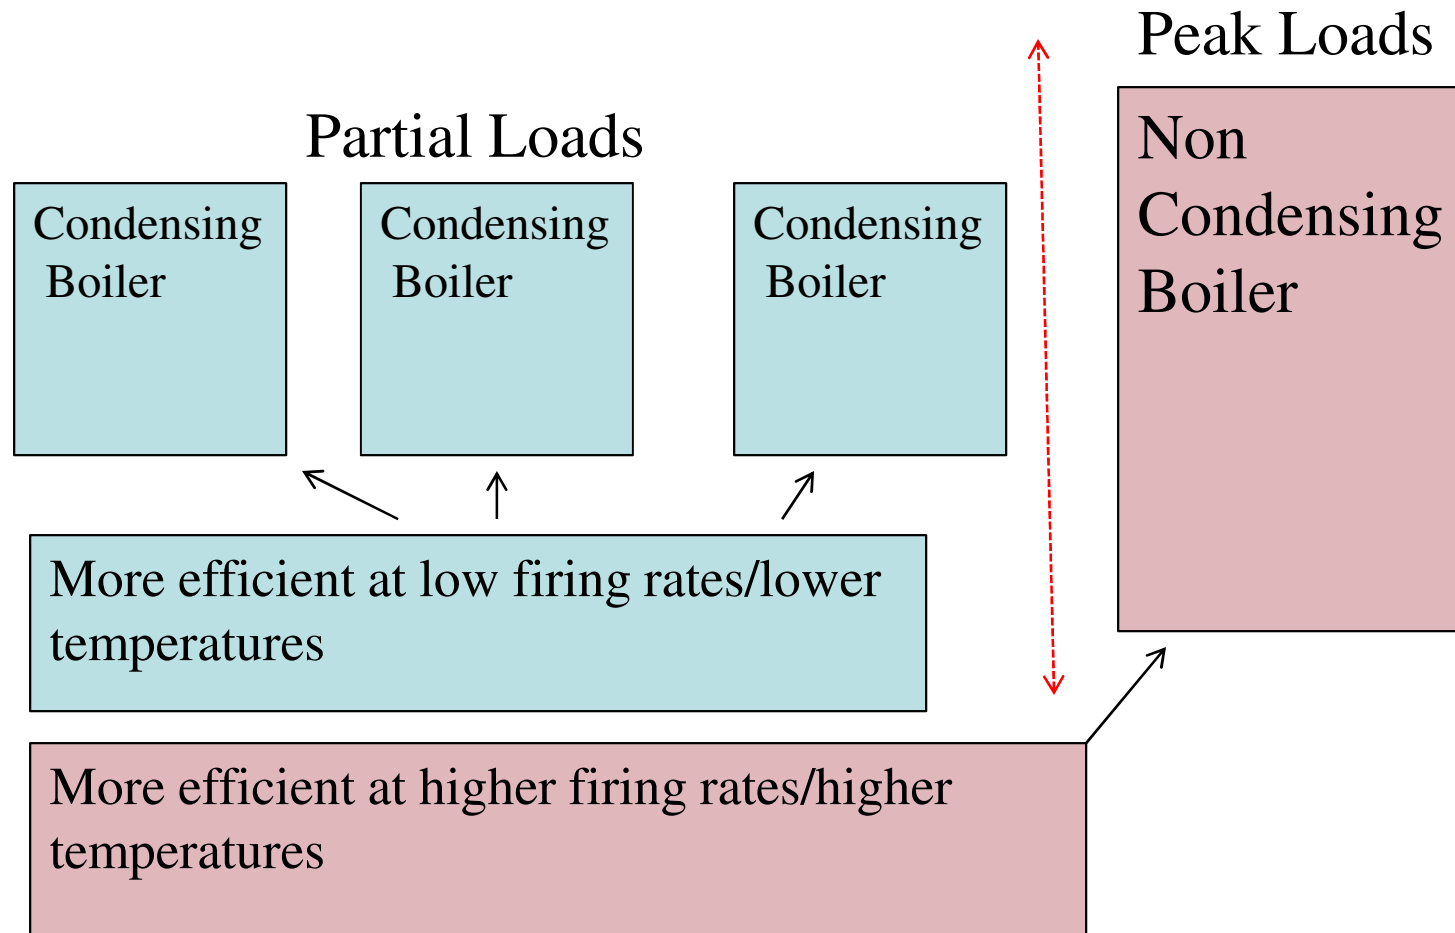 Peak Loads
Partial Loads
Condensing
Boiler
Condensing
Boiler
Condensing
Boiler
Non
Condensing
Boiler
More efficient at low firing rates/lower
temperatures
More efficient at higher firing rates/higher
temperatures